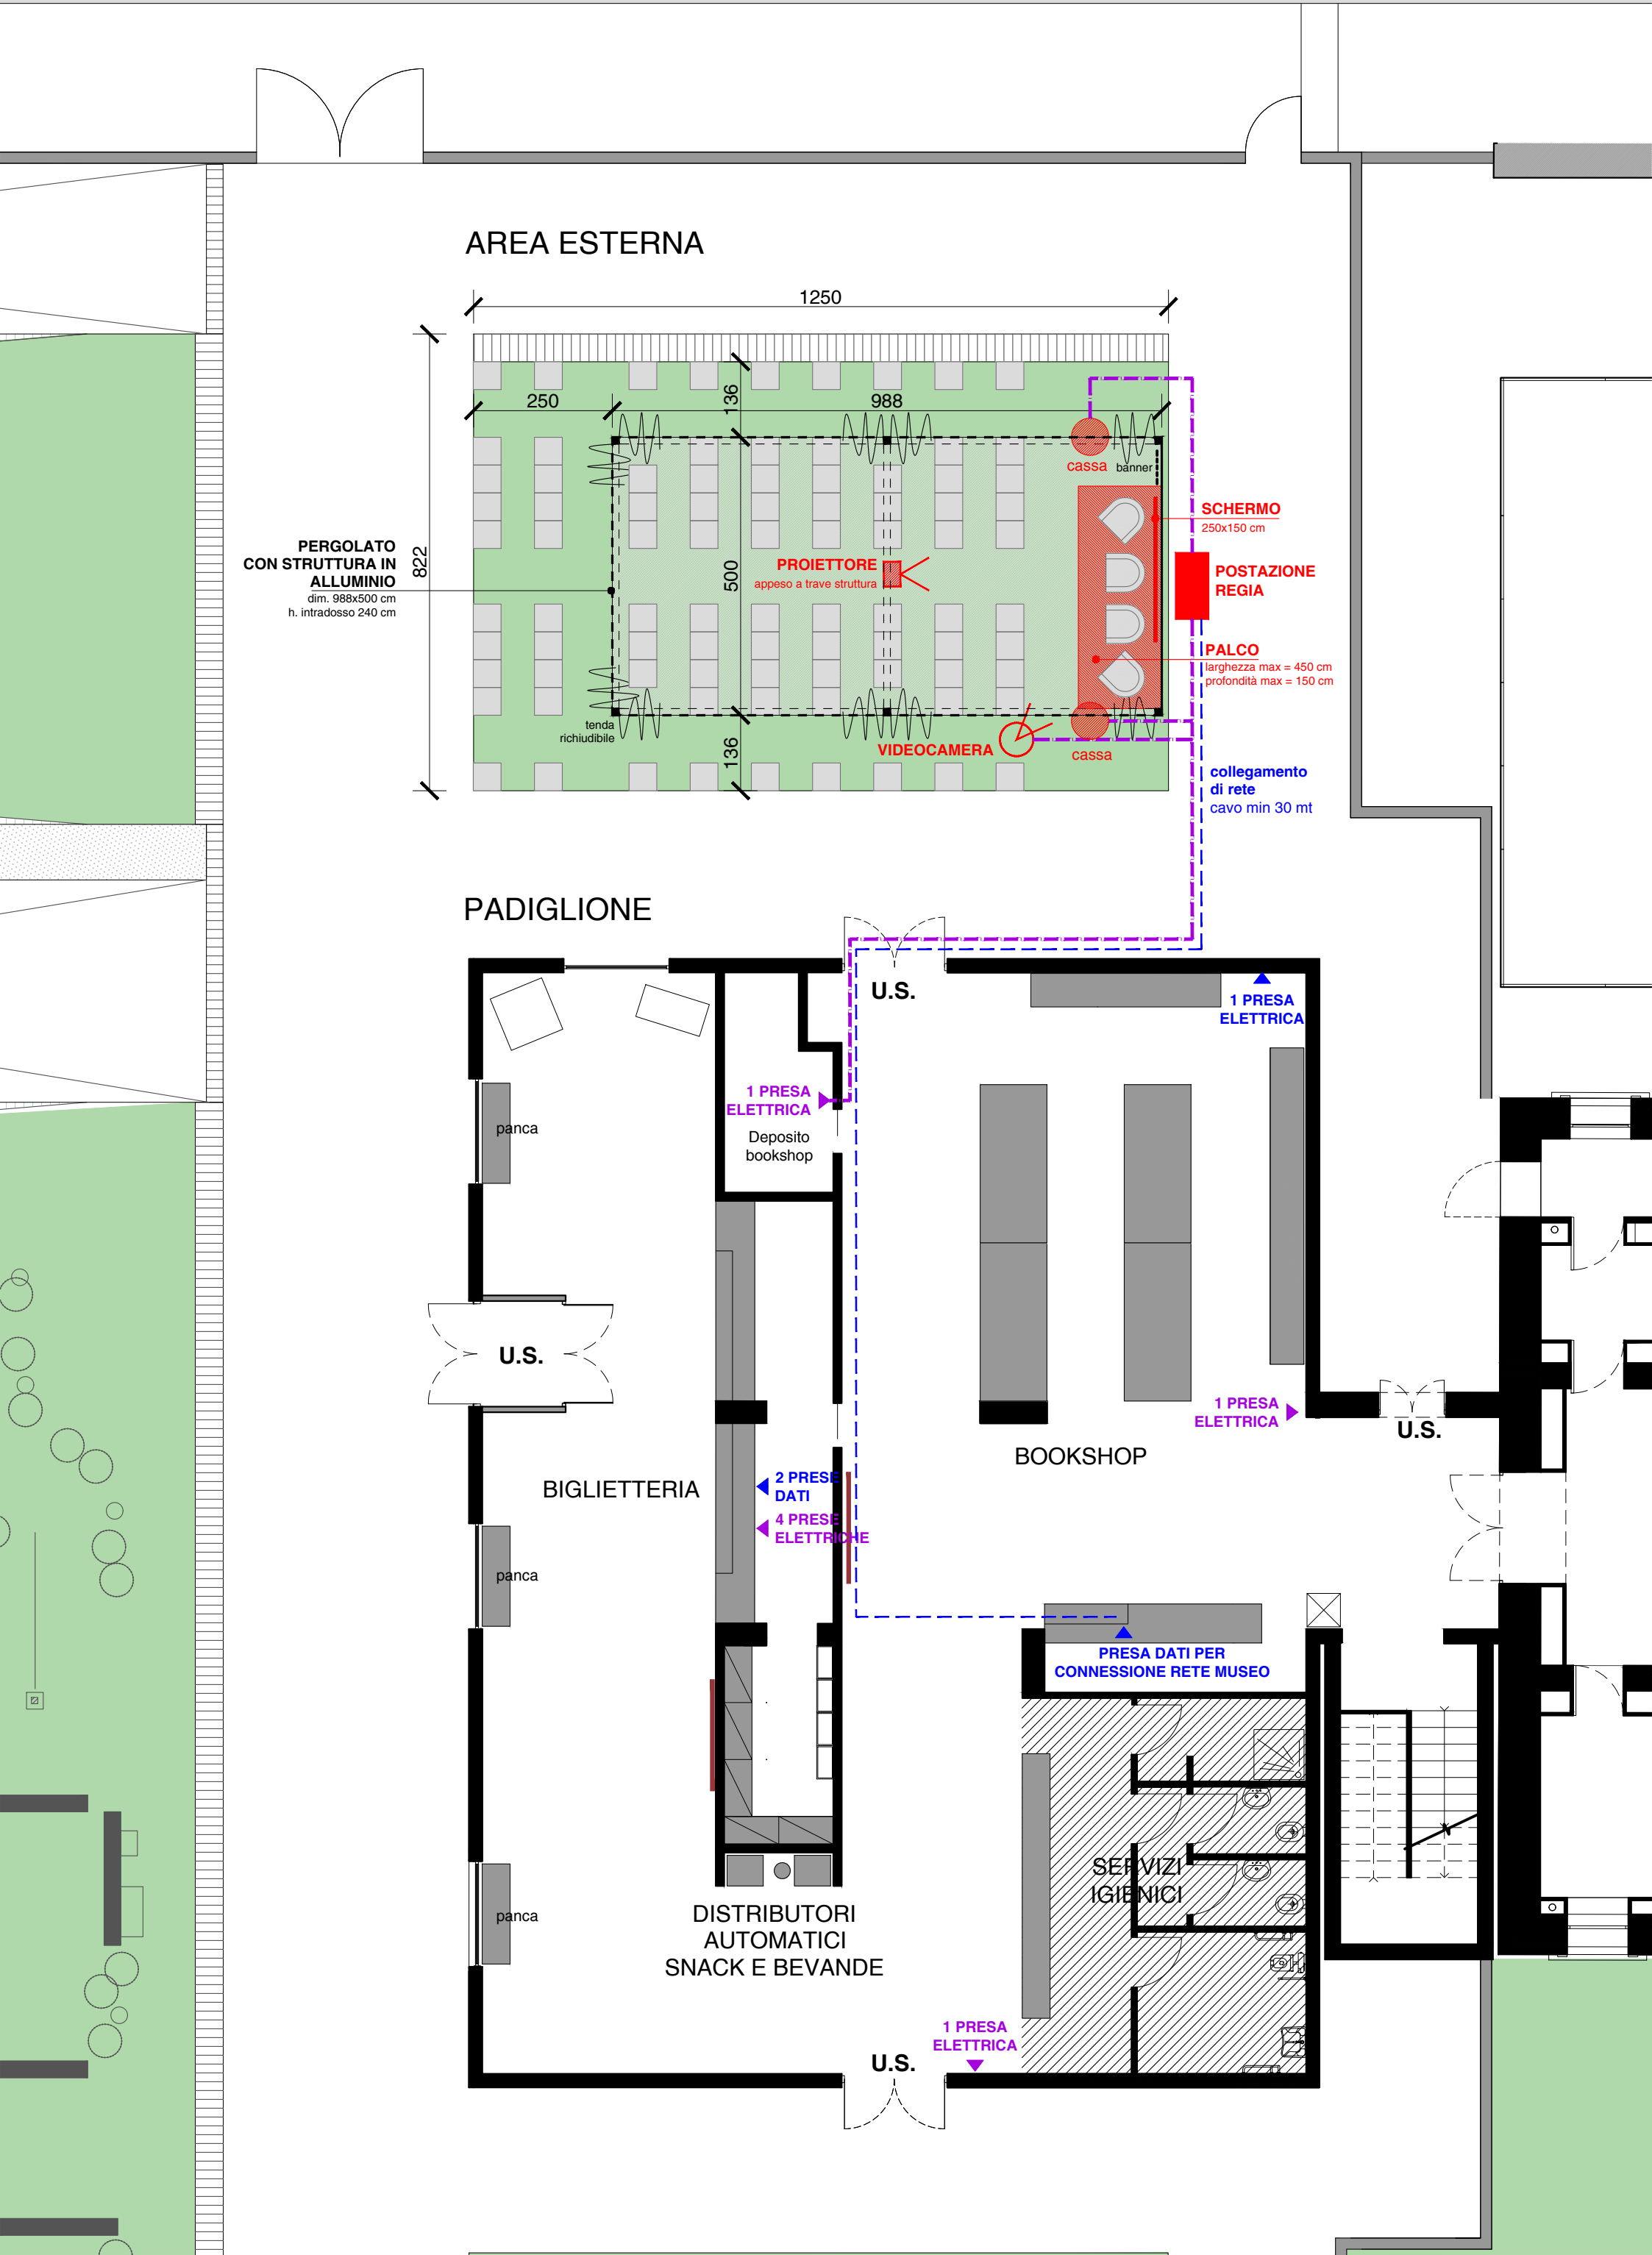 AREA ESTERNA
1250
136
250
988
cassa
banner
SCHERMO
250x150 cm
PERGOLATO
CON STRUTTURA IN
ALLUMINIO
dim. 988x500 cm
h. intradosso 240 cm
822
500
PROIETTORE
appeso a trave struttura
POSTAZIONE
REGIA
PALCO
larghezza max = 450 cm
profondità max = 150 cm
tenda
richiudibile
136
VIDEOCAMERA
cassa
collegamento
di rete
cavo min 30 mt
PADIGLIONE
U.S.
1 PRESA
ELETTRICA
1 PRESA
ELETTRICA
panca
Deposito
bookshop
U.S.
1 PRESA
ELETTRICA
U.S.
BOOKSHOP
BIGLIETTERIA
2 PRESE
DATI
4 PRESE
ELETTRICHE
panca
PRESA DATI PER
CONNESSIONE RETE MUSEO
SERVIZI
IGIENICI
panca
DISTRIBUTORI
AUTOMATICI
SNACK E BEVANDE
1 PRESA
ELETTRICA
U.S.